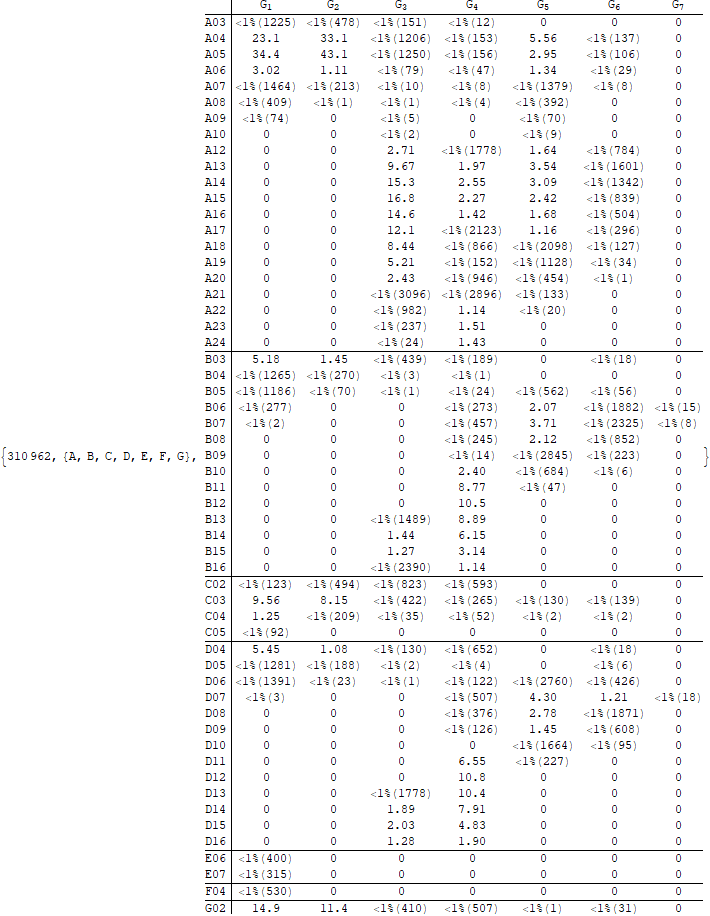 G1 G2 G3 G4 G5 G6 G7
A03 <1%(1225) <1%(478) <1%(151) <1%(12) 0 0 0
A04 23.1 33.1 <1%(1206) <1%(153) 5.56 <1%(137) 0
A05 34.4 43.1 <1%(1250) <1%(156) 2.95 <1%(106) 0
A06 3.02 1.11 <1%(79) <1%(47) 1.34 <1%(29) 0
A07 <1%(1464) <1%(213) <1%(10) <1%(8) <1%(1379) <1%(8) 0
A08 <1%(409) <1%(1) <1%(1) <1%(4) <1%(392) 0 0
A09 <1%(74) 0 <1%(5) 0 <1%(70) 0 0
A10 0 0 <1%(2) 0 <1%(9) 0 0
A12 0 0 2.71 <1%(1778) 1.64 <1%(784) 0
A13 0 0 9.67 1.97 3.54 <1%(1601) 0
A14 0 0 15.3 2.55 3.09 <1%(1342) 0
A15 0 0 16.8 2.27 2.42 <1%(839) 0
A16 0 0 14.6 1.42 1.68 <1%(504) 0
A17 0 0 12.1 <1%(2123) 1.16 <1%(296) 0
A18 0 0 8.44 <1%(866) <1%(2098) <1%(127) 0
A19 0 0 5.21 <1%(152) <1%(1128) <1%(34) 0
A20 0 0 2.43 <1%(946) <1%(454) <1%(1) 0
A21 0 0 <1%(3096) <1%(2896) <1%(133) 0 0
A22 0 0 <1%(982) 1.14 <1%(20) 0 0
A23 0 0 <1%(237) 1.51 0 0 0
A24 0 0 <1%(24) 1.43 0 0 0
B03 5.18 1.45 <1%(439) <1%(189) 0 <1%(18) 0
B04 <1%(1265) <1%(270) <1%(3) <1%(1) 0 0 0
B05 <1%(1186) <1%(70) <1%(1) <1%(24) <1%(562) <1%(56) 0
B06 <1%(277) 0 0 <1%(273) 2.07 <1%(1882) <1%(15)
B07 <1%(2) 0 0 <1%(457) 3.71 <1%(2325) <1%(8)
B08 0 0 0 <1%(245) 2.12 <1%(852) 0
{310962, {A, B, C, D, E, F, G}, B09 0 0 0 <1%(14) <1%(2845) <1%(223) 0 }
B10 0 0 0 2.40 <1%(684) <1%(6) 0
B11 0 0 0 8.77 <1%(47) 0 0
B12 0 0 0 10.5 0 0 0
B13 0 0 <1%(1489) 8.89 0 0 0
B14 0 0 1.44 6.15 0 0 0
B15 0 0 1.27 3.14 0 0 0
B16 0 0 <1%(2390) 1.14 0 0 0
C02 <1%(123) <1%(494) <1%(823) <1%(593) 0 0 0
C03 9.56 8.15 <1%(422) <1%(265) <1%(130) <1%(139) 0
C04 1.25 <1%(209) <1%(35) <1%(52) <1%(2) <1%(2) 0
C05 <1%(92) 0 0 0 0 0 0
D04 5.45 1.08 <1%(130) <1%(652) 0 <1%(18) 0
D05 <1%(1281) <1%(188) <1%(2) <1%(4) 0 <1%(6) 0
D06 <1%(1391) <1%(23) <1%(1) <1%(122) <1%(2760) <1%(426) 0
D07 <1%(3) 0 0 <1%(507) 4.30 1.21 <1%(18)
D08 0 0 0 <1%(376) 2.78 <1%(1871) 0
D09 0 0 0 <1%(126) 1.45 <1%(608) 0
D10 0 0 0 0 <1%(1664) <1%(95) 0
D11 0 0 0 6.55 <1%(227) 0 0
D12 0 0 0 10.8 0 0 0
D13 0 0 <1%(1778) 10.4 0 0 0
D14 0 0 1.89 7.91 0 0 0
D15 0 0 2.03 4.83 0 0 0
D16 0 0 1.28 1.90 0 0 0
E06 <1%(400) 0 0 0 0 0 0
E07 <1%(315) 0 0 0 0 0 0
F04 <1%(530) 0 0 0 0 0 0
G02 14.9 11.4 <1%(410) <1%(507) <1%(1) <1%(31) 0